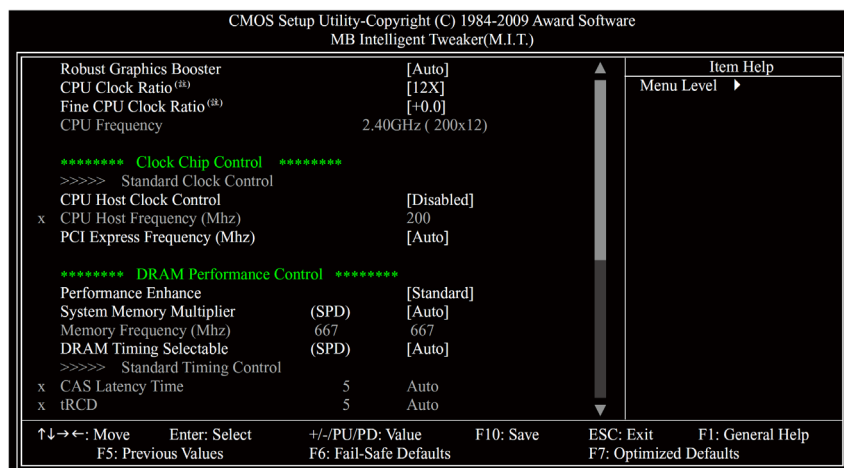 CMOS Setup Utility-Copyright (C) 1984-2009 Award Software
MB Intelligent Tweaker(M.I.T.)
Robust Graphics Booster [Auto]
CPU Clock Ratio(註) [12X]
Fine CPU Clock Ratio(註) [+0.0]
CPU Frequency 2.40GHz ( 200x12)
******** Clock Chip Control ********
>>>>> Standard Clock Control
CPU Host Clock Control [Disabled]
x CPU Host Frequency (Mhz) 200
PCI Express Frequency (Mhz) [Auto]
******** DRAM Performance Control ********
Performance Enhance [Standard]
System Memory Multiplier (SPD) [Auto]
Memory Frequency (Mhz) 667 667
DRAM Timing Selectable (SPD) [Auto]
>>>>> Standard Timing Control
x CAS Latency Time 5 Auto
x tRCD 5 Auto
Item Help
Menu Level ▶
↑↓→←: Move Enter: Select +/-/PU/PD: Value F10: Save ESC: Exit F1: General Help
F5: Previous Values F6: Fail-Safe Defaults F7: Optimized Defaults